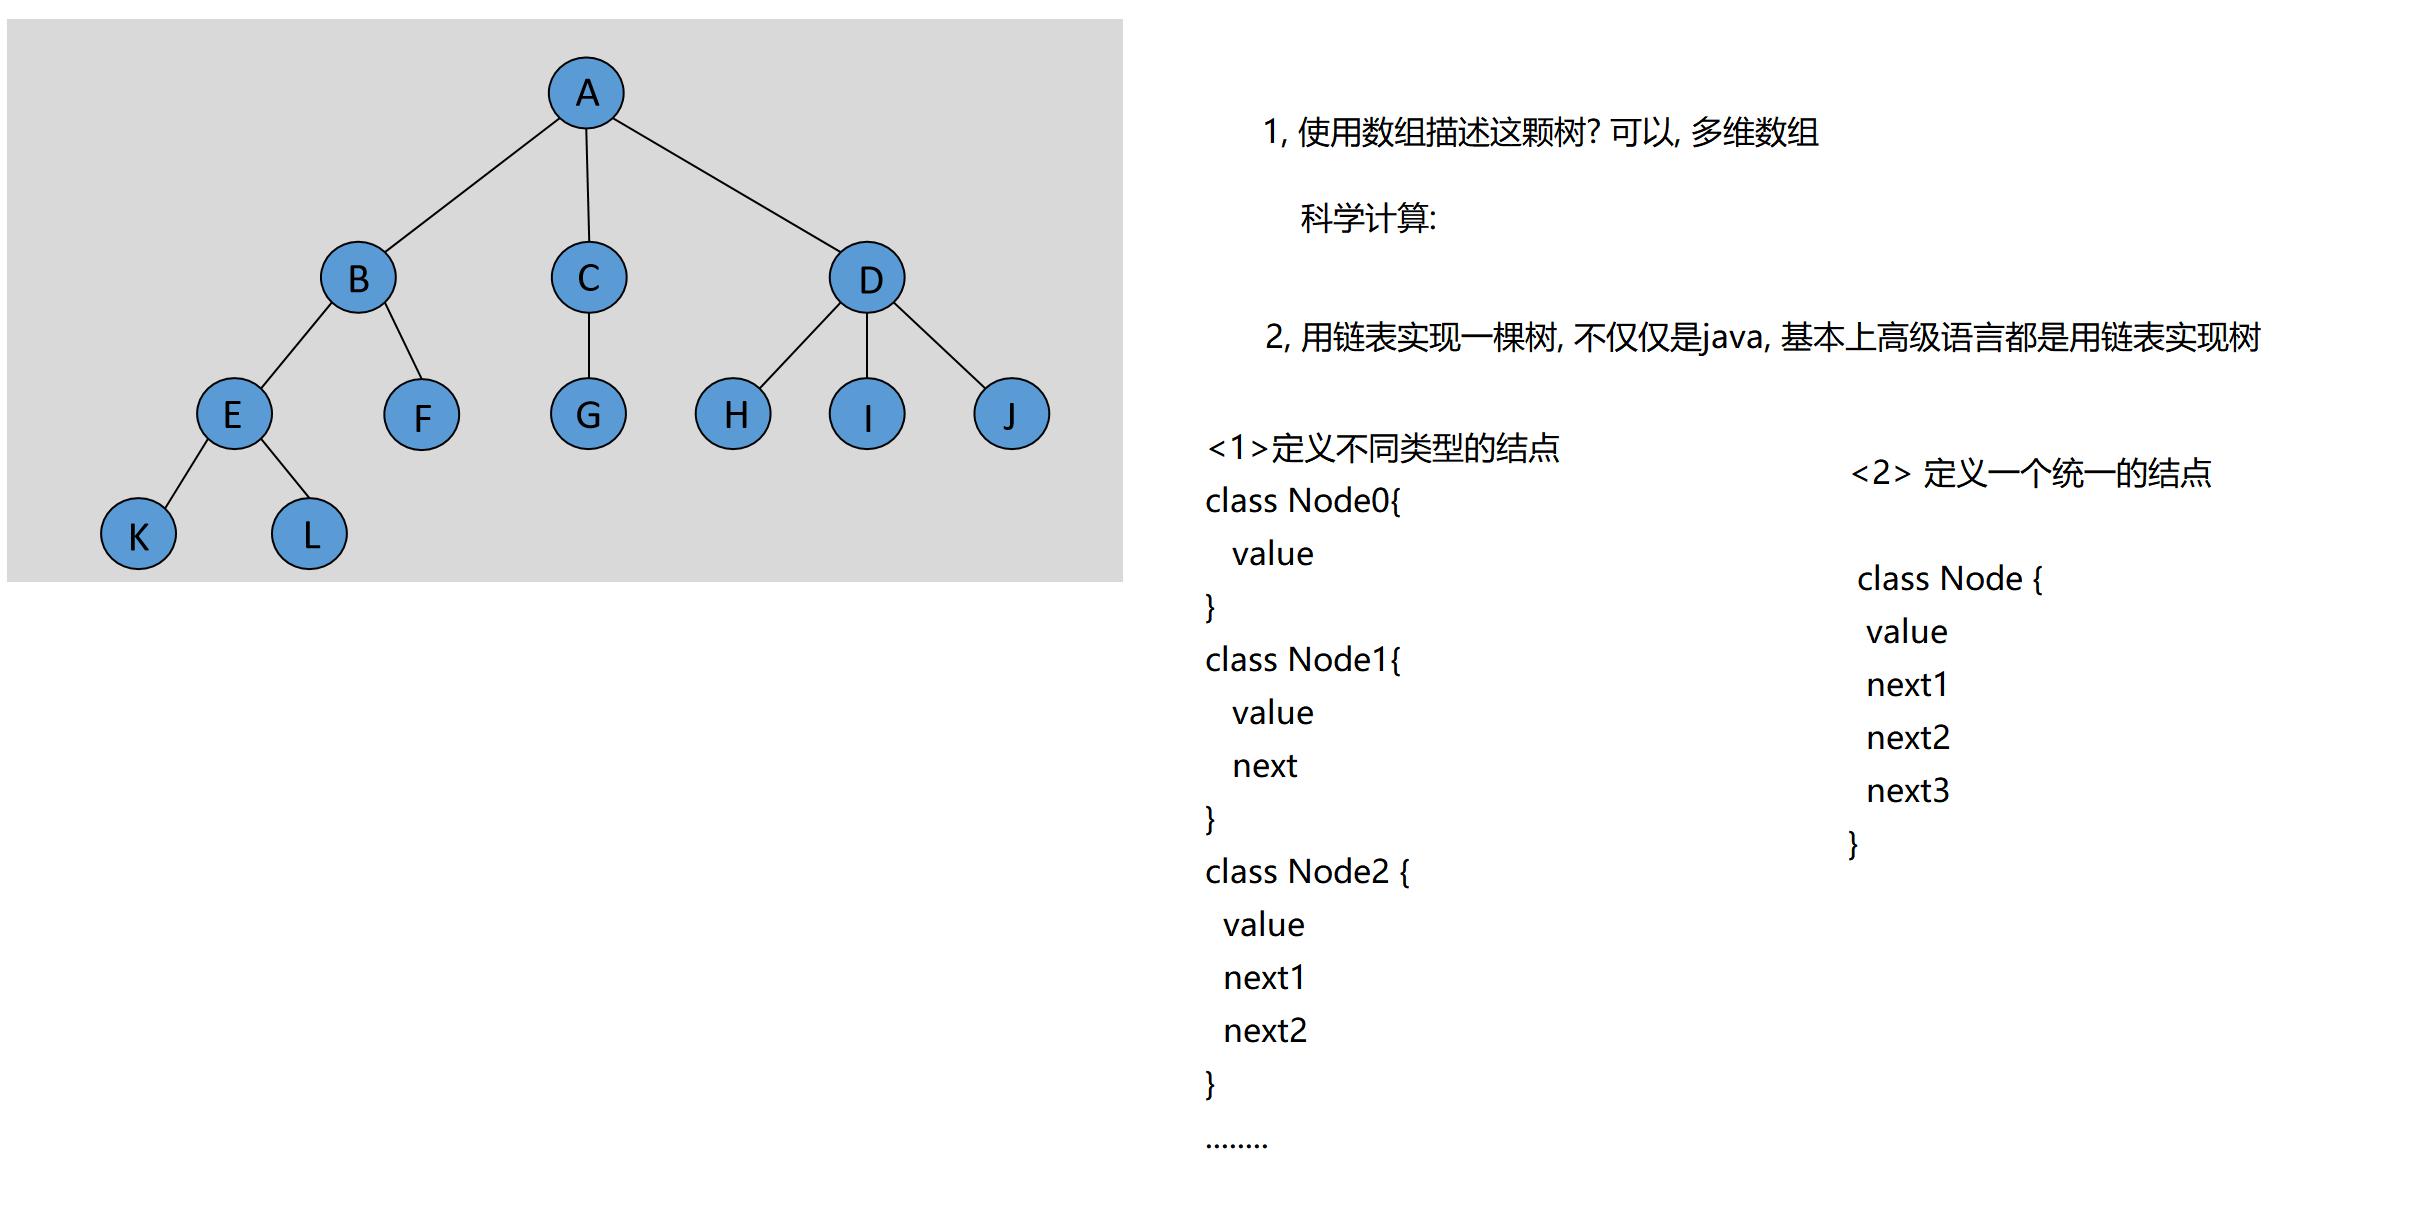 A
B
C
D
E
F
G
H
I
J
K
L
1, 使用数组描述这颗树? 可以, 多维数组
科学计算:
2, 用链表实现一棵树, 不仅仅是java, 基本上高级语言都是用链表实现树
<1>定义不同类型的结点
class Node0{
value
}
class Node1{
value
next
}
class Node2 {
value
next1
next2
}
........
<2> 定义一个统一的结点
class Node {
value
next1
next2
next3
}